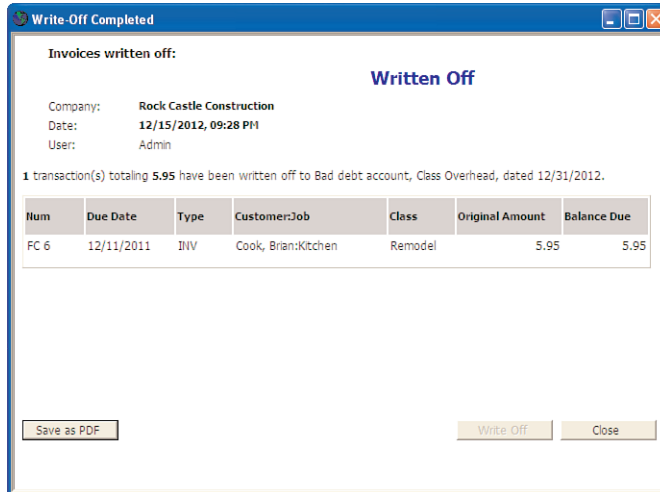 Write-Off Completed
Invoices written off:
Written Off
Company: Rock Castle Construction
Date: 12/15/2012, 09:28 PM
User: Admin
1 transaction(s) totaling 5.95 have been written off to Bad debt account, Class Overhead, dated 12/31/2012.
Num Due Date Type Customer:Job Class Original Amount Balance Due
FC 6 12/11/2011 INV Cook, Brian:Kitchen Remodel 5.95 5.95
Save as PDF Write Off Close